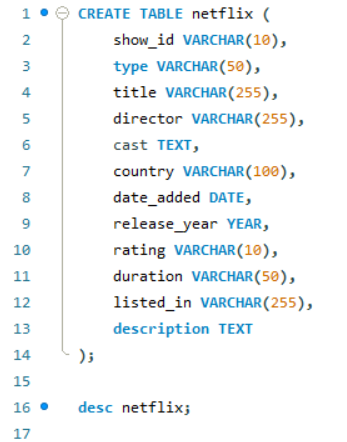 1 CREATE TABLE netflix (
2 show_id VARCHAR(10),
3 type VARCHAR(50),
4 title VARCHAR(255),
5 director VARCHAR(255),
6 cast TEXT,
7 country VARCHAR(100),
8 date_added DATE,
9 release_year YEAR,
10 rating VARCHAR(10),
11 duration VARCHAR(50),
12 listed_in VARCHAR(255),
13 description TEXT
14 );
15
16 desc netflix;
17